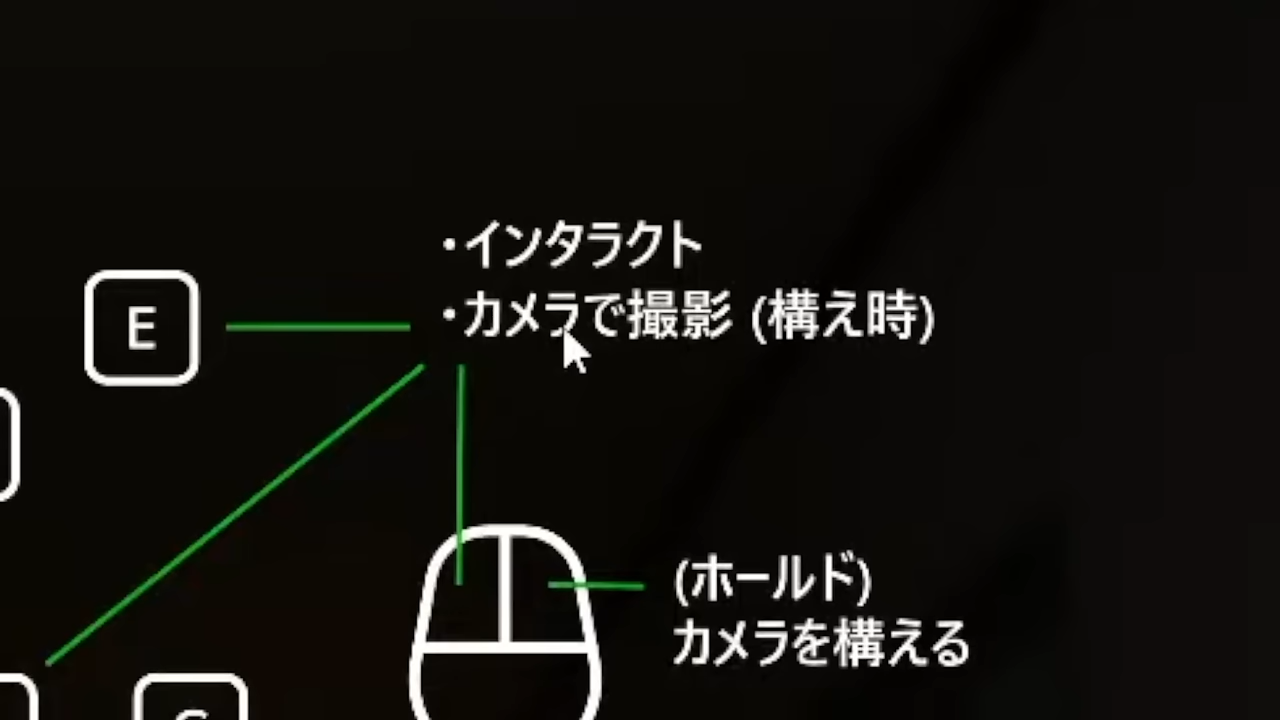 ・インタラクト
・カメラで撮影 (構え時)
E
(ホールド)
カメラを構える